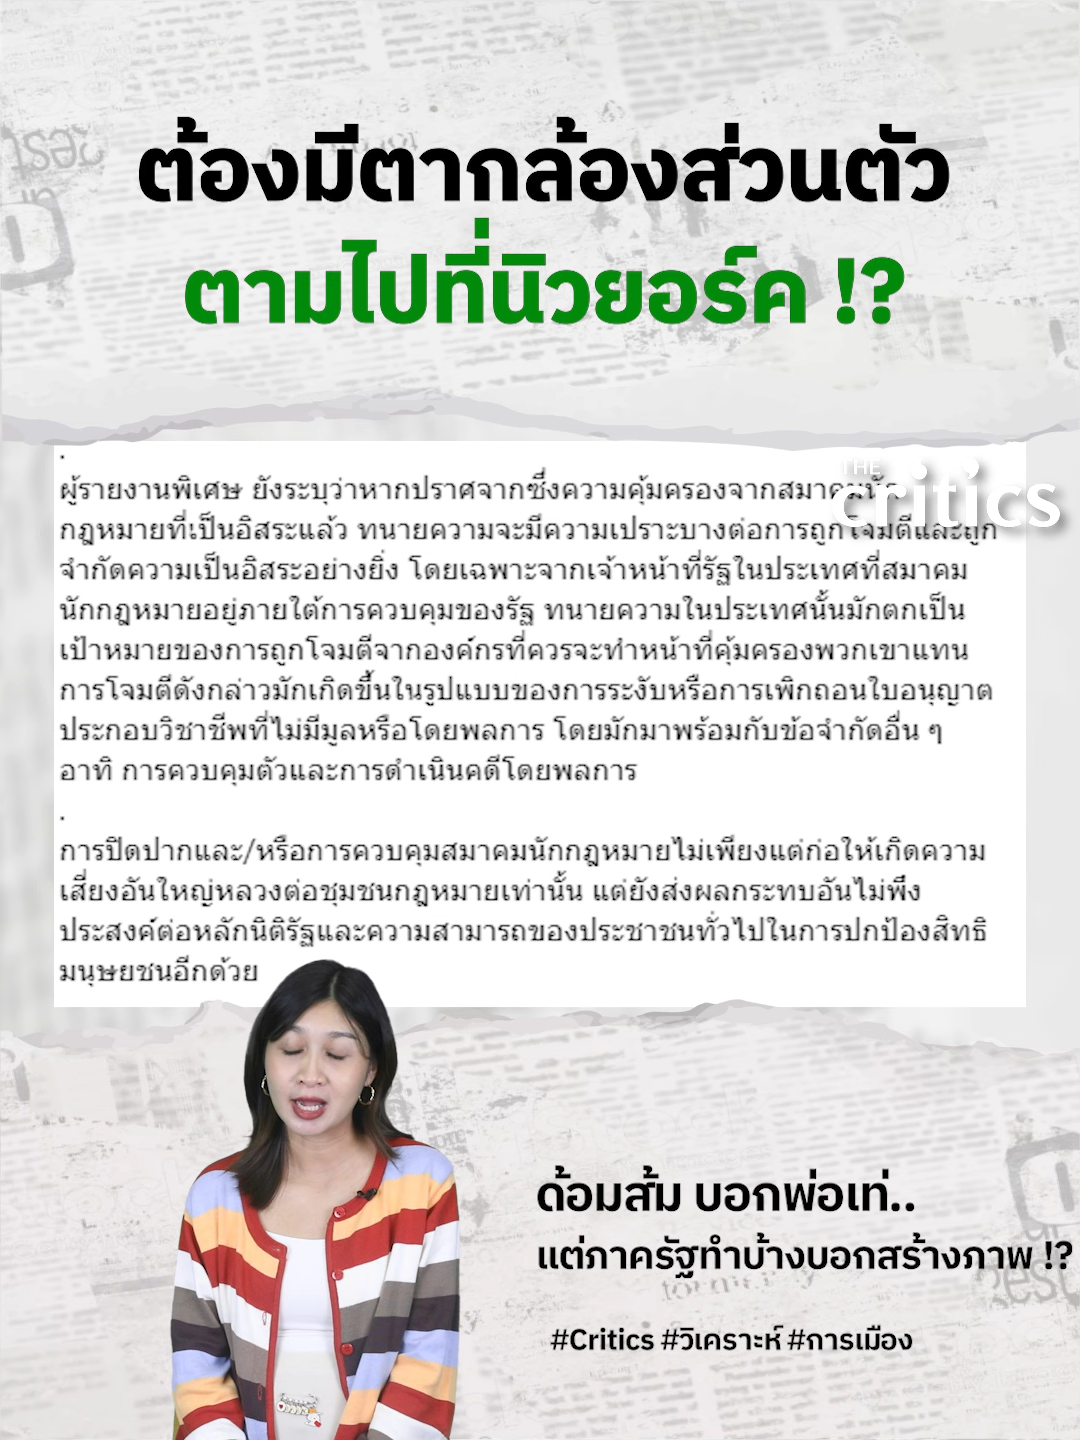 ต้องมีตากล้องส่วนตัว
ตามไปที่นิวยอร์ค !?
THE
critics
.
ผู้รายงานพิเศษ ยังระบุว่าหากปราศจากซึ่งความคุ้มครองจากสมาคมนัก
กฎหมายที่เป็นอิสระแล้ว ทนายความจะมีความเปราะบางต่อการถูกโจมตีและถูก
จำกัดความเป็นอิสระอย่างยิ่ง โดยเฉพาะจากเจ้าหน้าที่รัฐในประเทศที่สมาคม
นักกฎหมายอยู่ภายใต้การควบคุมของรัฐ ทนายความในประเทศนั้นมักตกเป็น
เป้าหมายของการถูกโจมตีจากองค์กรที่ควรจะทำหน้าที่คุ้มครองพวกเขาแทน
การโจมตีดังกล่าวมักเกิดขึ้นในรูปแบบของการระงับหรือการเพิกถอนใบอนุญาต
ประกอบวิชาชีพที่ไม่มีมูลหรือโดยพลการ โดยมักมาพร้อมกับข้อจำกัดอื่น ๆ
อาทิ การควบคุมตัวและการดำเนินคดีโดยพลการ
.
การปิดปากและ/หรือการควบคุมสมาคมนักกฎหมายไม่เพียงแต่ก่อให้เกิดความ
เสี่ยงอันใหญ่หลวงต่อชุมชนกฎหมายเท่านั้น แต่ยังส่งผลกระทบอันไม่พึง
ประสงค์ต่อหลักนิติรัฐและความสามารถของประชาชนทั่วไปในการปกป้องสิทธิ
มนุษยชนอีกด้วย
ด้อมส้ม บอกพ่อเท่..
แต่ภาครัฐทำบ้างบอกสร้างภาพ !?
#Critics #วิเคราะห์ #การเมือง